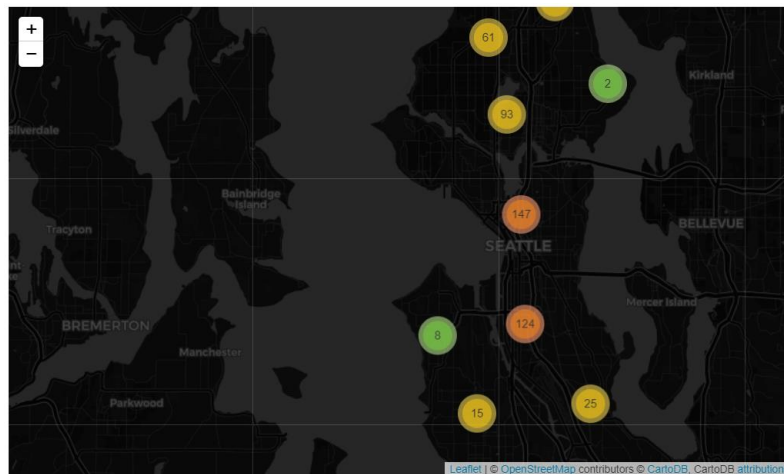 +
61
−
2
Kirkland
93
Silverdale
Bainbridge
Island
147
Tracyton
BELLEVUE
SEATTLE
Mercer Island
BREMERTON
124
8
Manchester
Parkwood
15
25
Leaflet | © OpenStreetMap contributors © CartoDB, CartoDB attribution